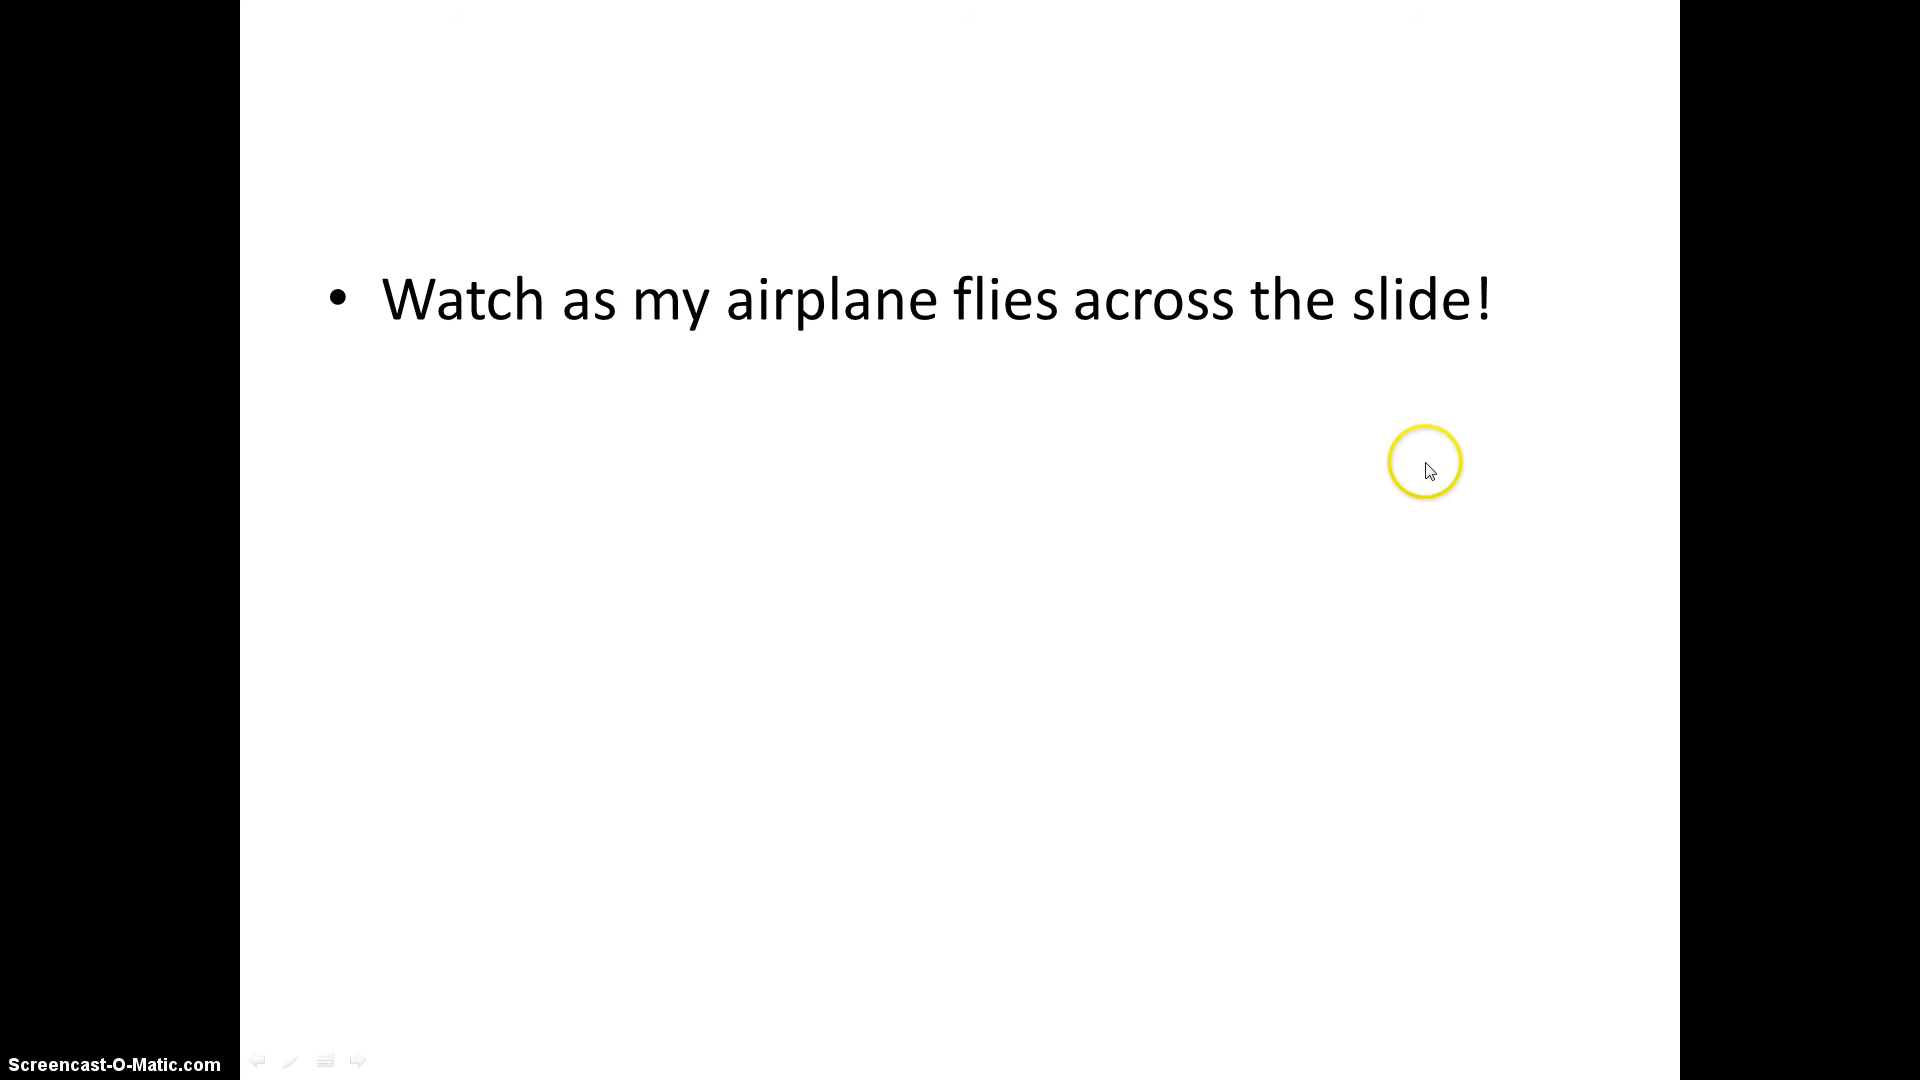 • Watch as my airplane flies across the slide!
Screencast-O-Matic.com